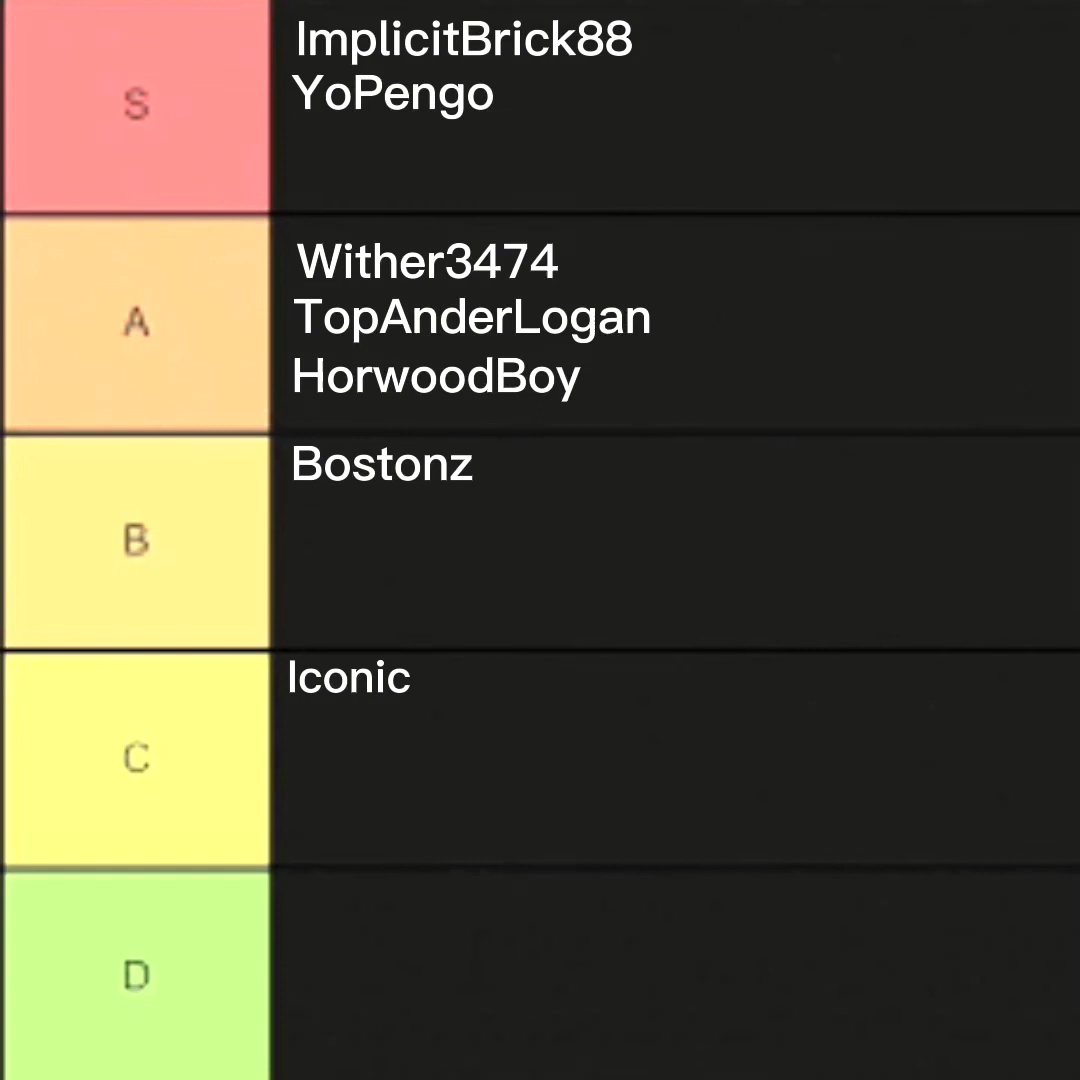 S
ImplicitBrick88
YoPengo
A
Wither3474
TopAnderLogan
HorwoodBoy
B
Bostonz
C
Iconic
D